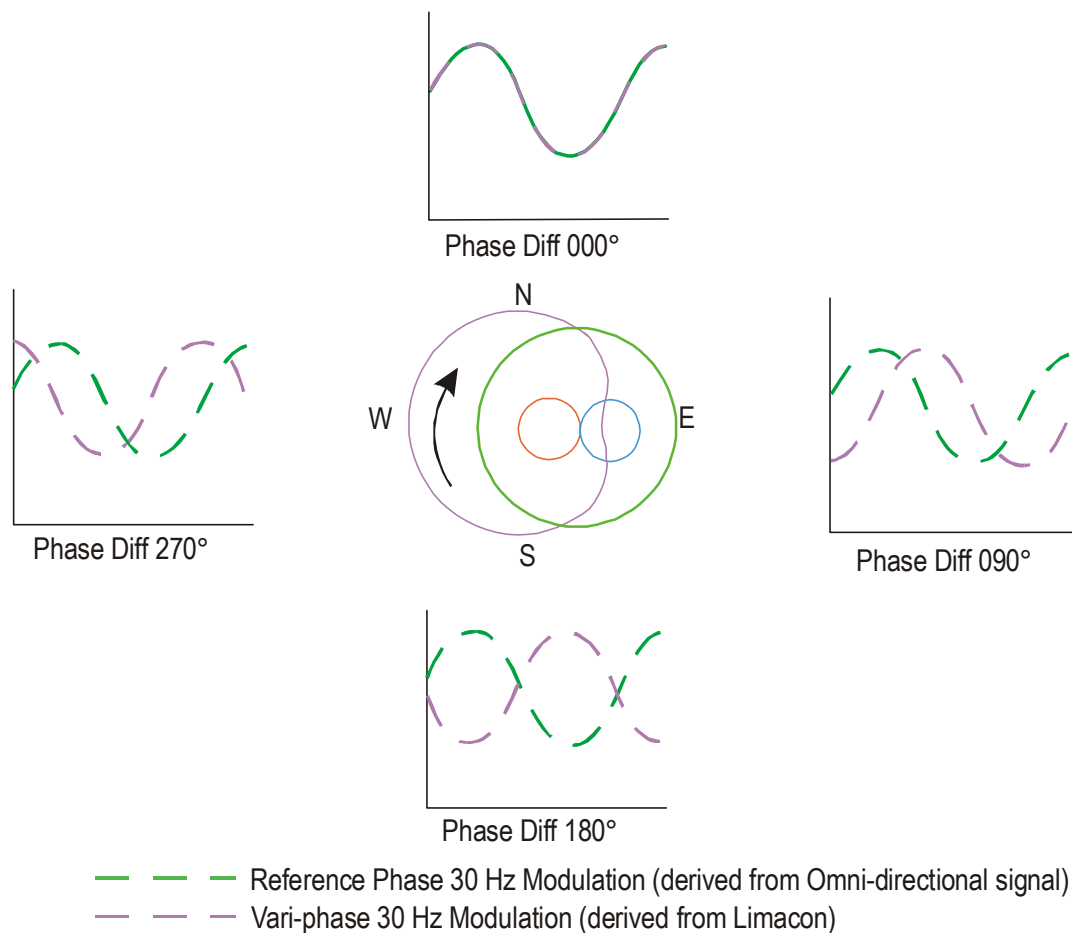 Phase Diff 000°
N
W
E
S
Phase Diff 270°
Phase Diff 090°
Phase Diff 180°
Reference Phase 30 Hz Modulation (derived from Omni-directional signal)
Vari-phase 30 Hz Modulation (derived from Limacon)